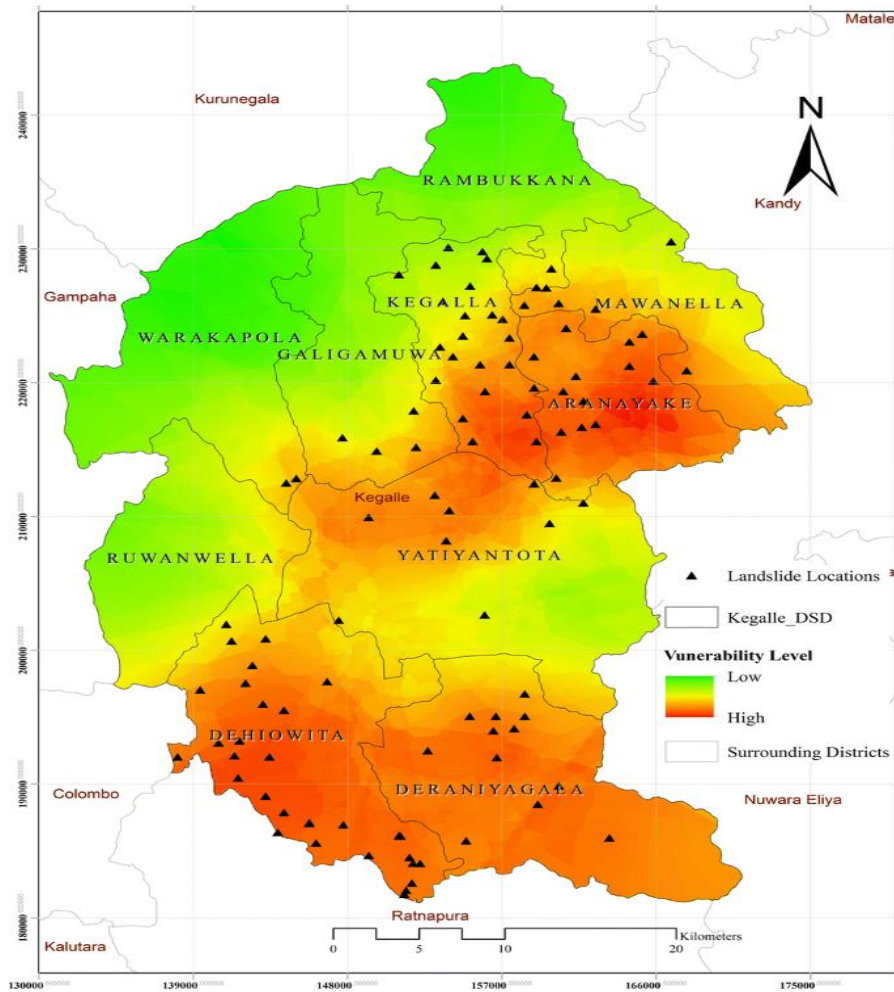 Matale
Kurunegala
N
240000
RAMBUKKANA
Kandy
230000
Gampaha
KEGALLA
MAWANELLA
WARAKAPOLA
GALIGAMUWA
220000
ARANAYAKE
Kegalle
210000
RUWANWELLA
YATIYANTOTA
Landslide Locations
Kegalle_DSD
200000
Vunerability Level
Low
High
DEHIOWITA
Surrounding Districts
190000
Colombo
DERANIYAGALA
Nuwara Eliya
180000
Ratnapura
Kilometers
Kalutara
0 5 10 20
130000 139000 148000 157000 166000 175000